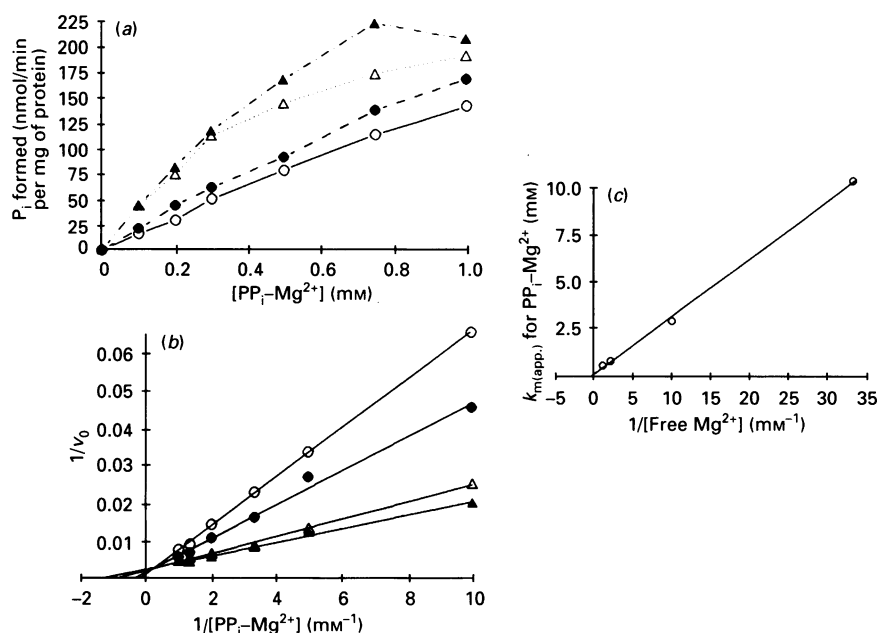 (a)
225
200
175
150
125
100
75
50
25
0
Pi formed (nmol/min
per mg of protein)
0 0.2 0.4 0.6 0.8 1.0
[PPi–Mg2+] (mM)
(b)
0.06
0.05
0.04
0.03
0.02
0.01
1/v0
−2 0 2 4 6 8 10
1/[PPi–Mg2+] (mM−1)
(c)
10.0
7.5
5.0
2.5
km(app.) for PPi–Mg2+ (mM)
−5 0 5 10 15 20 25 30 35
1/[Free Mg2+] (mM−1)